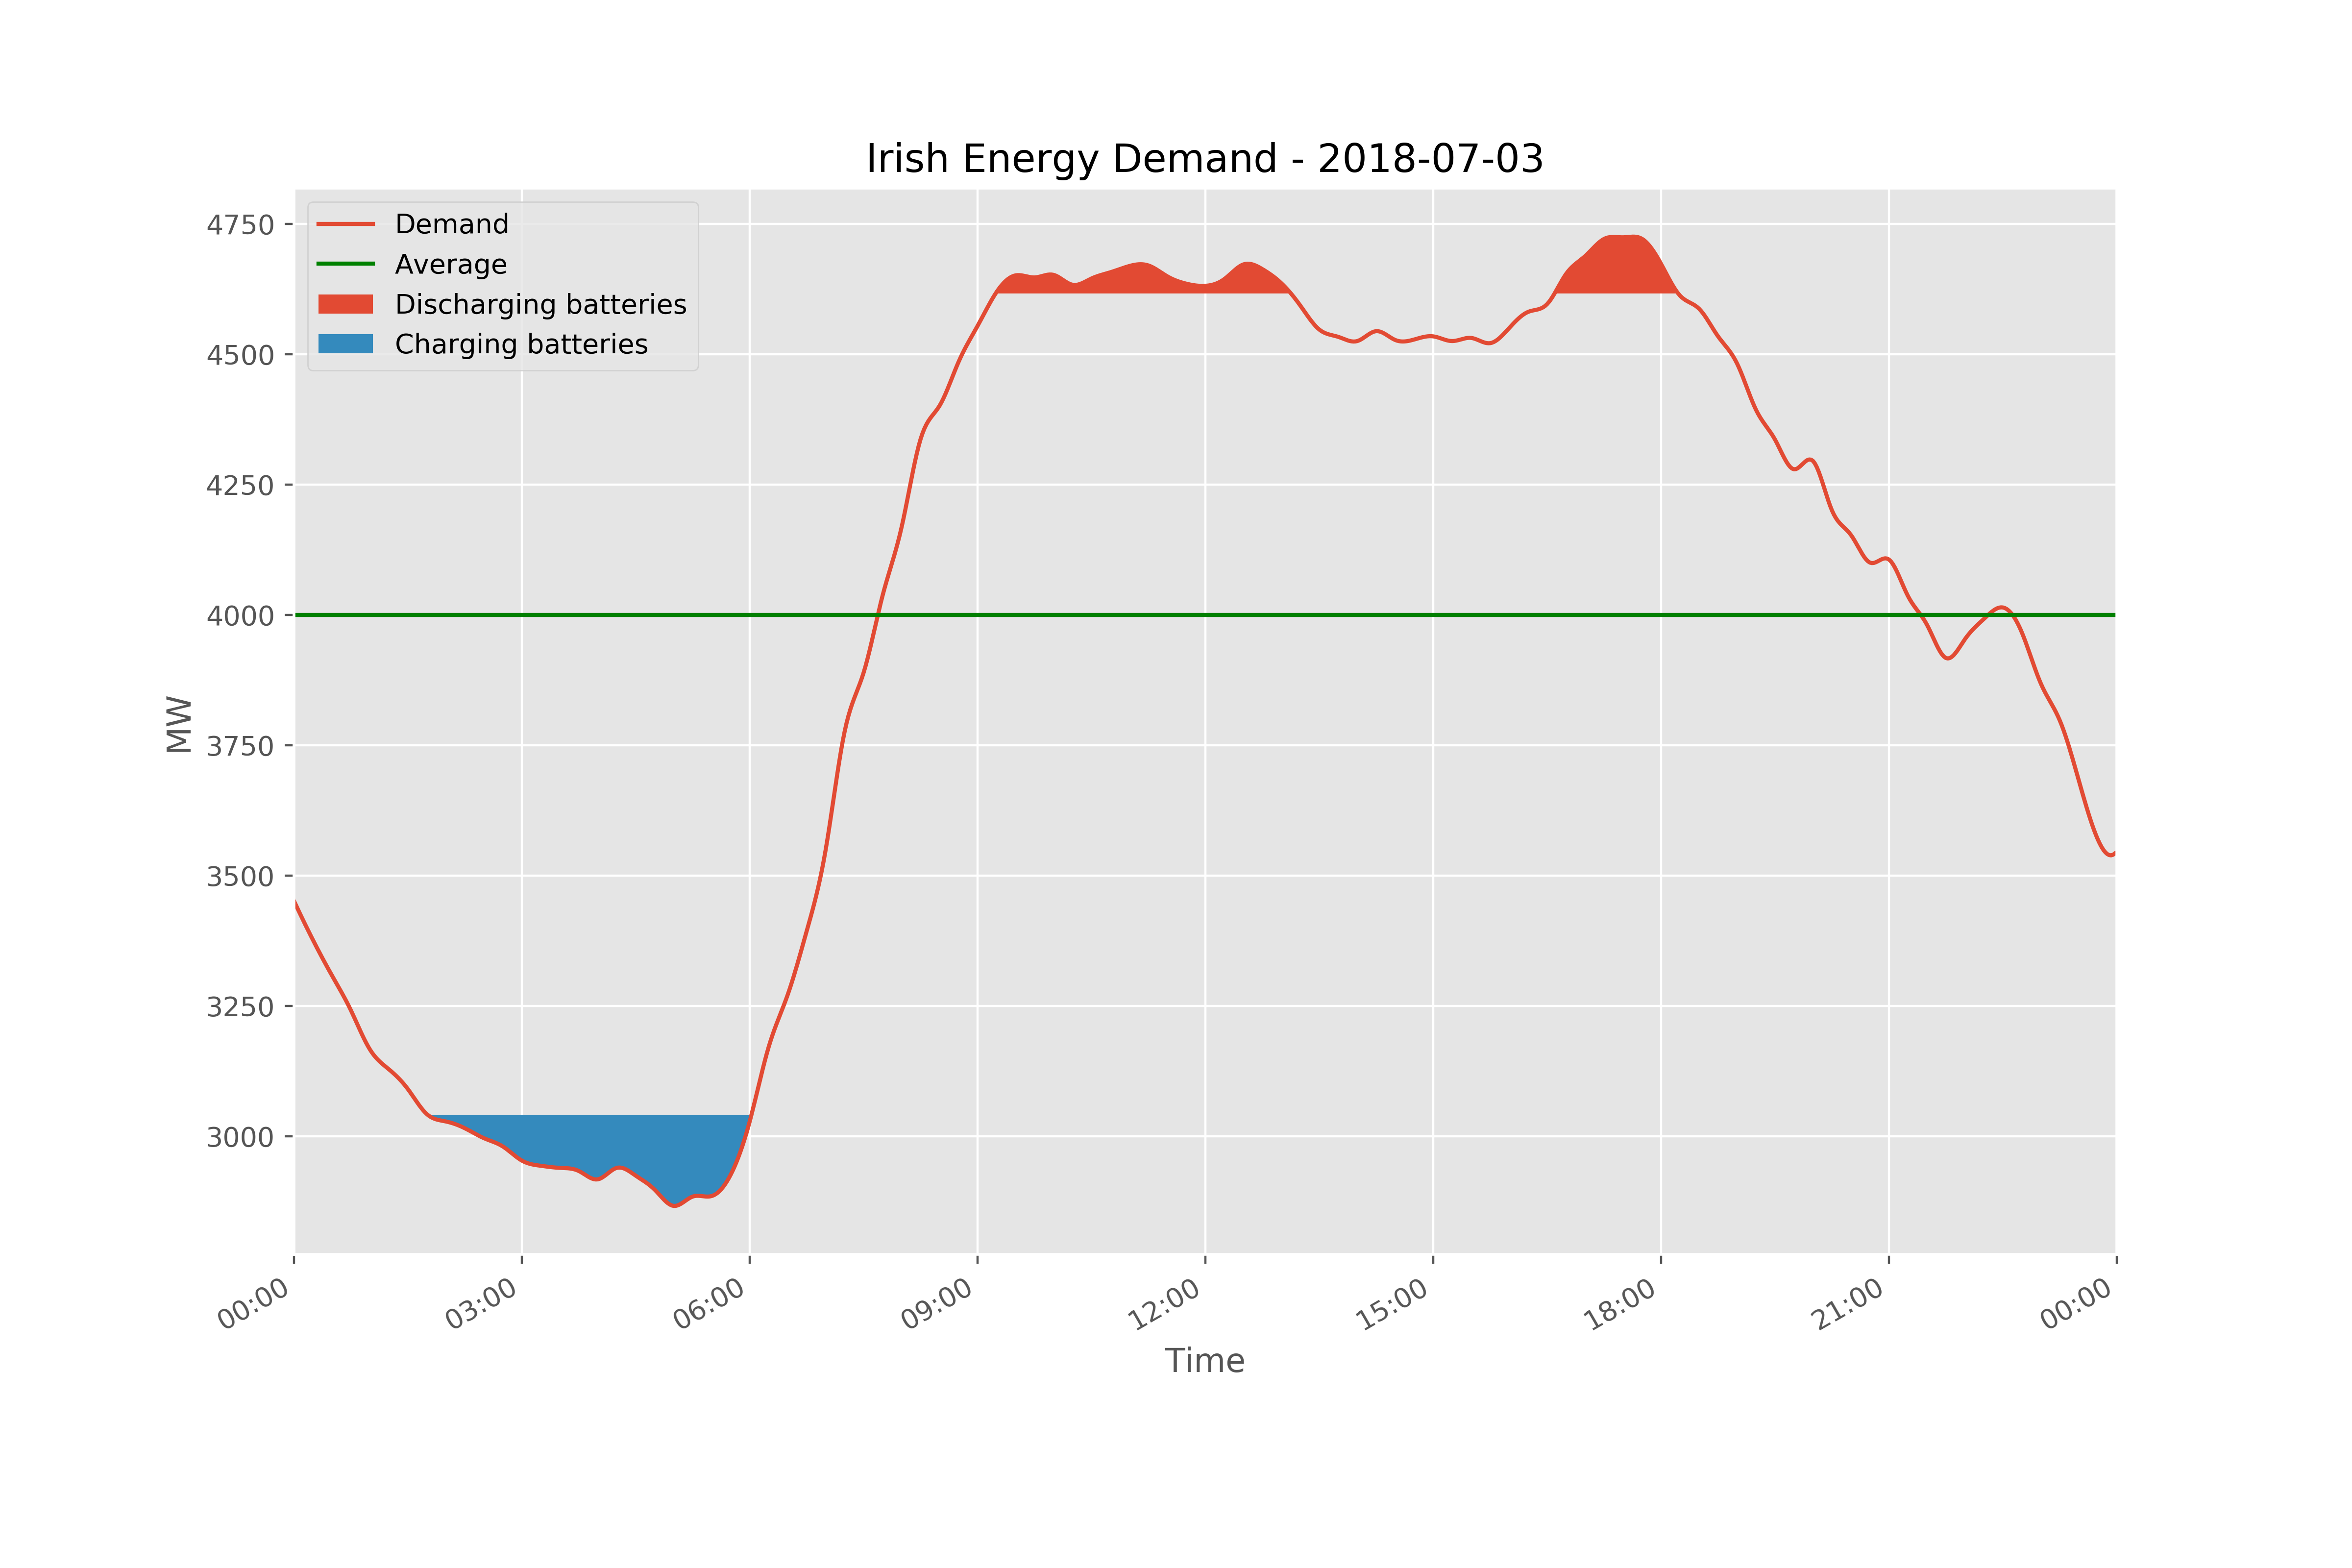 Irish Energy Demand - 2018-07-03
Demand
Average
Discharging batteries
Charging batteries
4750
4500
4250
4000
3750
3500
3250
3000
MW
00:00
03:00
06:00
09:00
12:00
15:00
18:00
21:00
00:00
Time